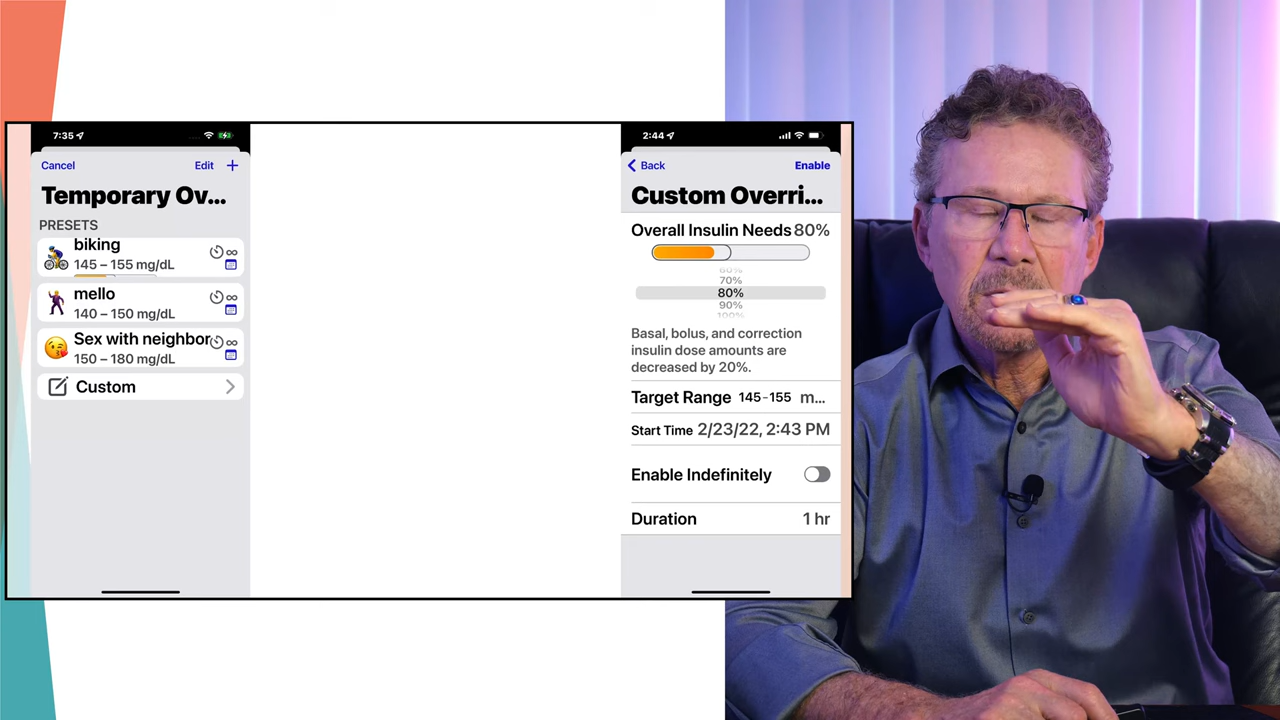 7:35
Cancel
Edit +
Temporary Ov...
PRESETS
biking
∞
145 – 155 mg/dL
mello
∞
140 – 150 mg/dL
Sex with neighbor
∞
150 – 180 mg/dL
Custom
2:44
Back
Enable
Custom Overri...
Overall Insulin Needs 80%
60%
70%
80%
90%
100%
Basal, bolus, and correction
insulin dose amounts are
decreased by 20%.
Target Range 145-155 m...
Start Time 2/23/22, 2:43 PM
Enable Indefinitely
Duration 1 hr